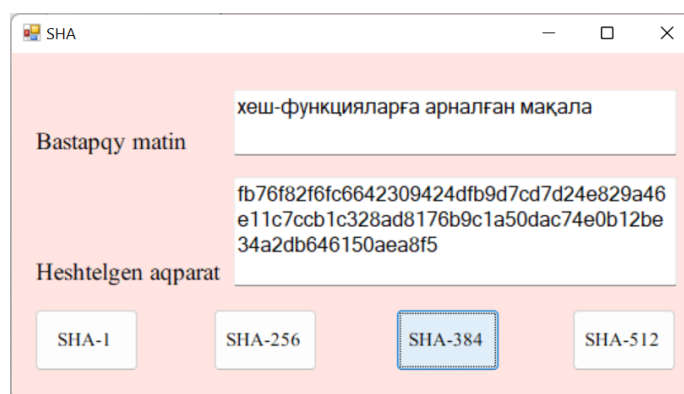 SHA
Bastapqy matin
хеш-функцияларға арналған мақала
Heshtelgen aqparat
fb76f82f6fc6642309424dfb9d7cd7d24e829a46
e11c7ccb1c328ad8176b9c1a50dac74e0b12be
34a2db646150aea8f5
SHA-1
SHA-256
SHA-384
SHA-512